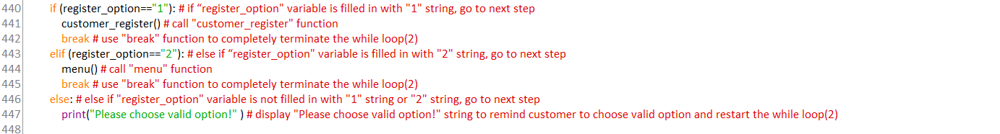 440 if (register_option=="1"): # if “register_option" variable is filled in with "1" string, go to next step
441 customer_register() # call "customer_register" function
442 break # use "break" function to completely terminate the while loop(2)
443 elif (register_option=="2"): # else if “register_option" variable is filled in with "2" string, go to next step
444 menu() # call "menu" function
445 break # use "break" function to completely terminate the while loop(2)
446 else: # else if "register_option" variable is not filled in with "1" string or "2" string, go to next step
447 print("Please choose valid option!" ) # display "Please choose valid option!" string to remind customer to choose valid option and restart the while loop(2)
448